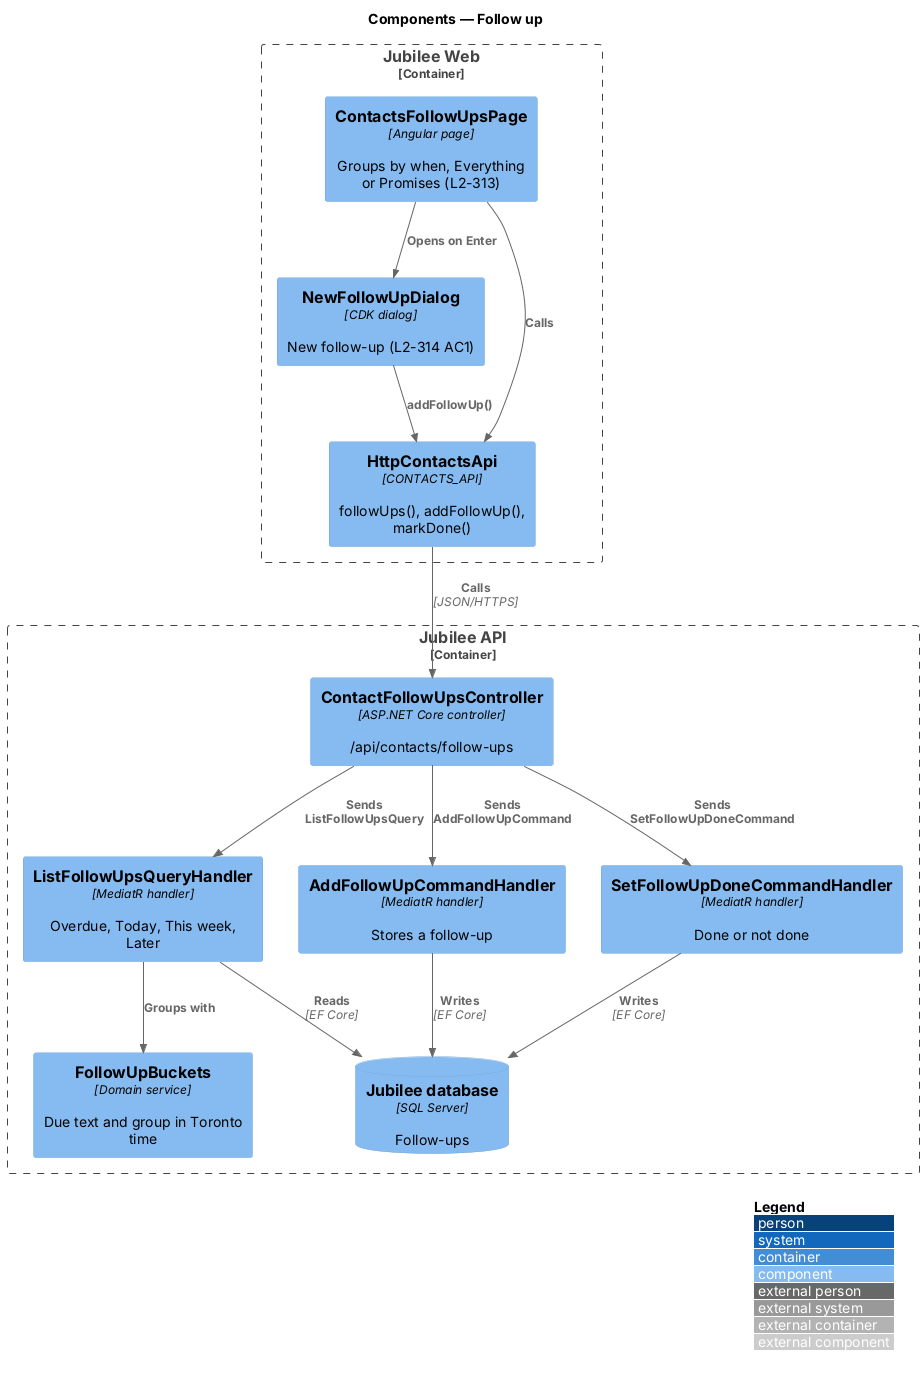 Components — Follow up
Jubilee Web
[Container]
ContactsFollowUpsPage
[Angular page]
Groups by when, Everything
or Promises (L2-313)
Opens on Enter
NewFollowUpDialog
[CDK dialog]
New follow-up (L2-314 AC1)
Calls
addFollowUp()
HttpContactsApi
[CONTACTS_API]
followUps(), addFollowUp(),
markDone()
Calls
[JSON/HTTPS]
Jubilee API
[Container]
ContactFollowUpsController
[ASP.NET Core controller]
/api/contacts/follow-ups
Sends
ListFollowUpsQuery
Sends
AddFollowUpCommand
Sends
SetFollowUpDoneCommand
ListFollowUpsQueryHandler
[MediatR handler]
Overdue, Today, This week,
Later
AddFollowUpCommandHandler
[MediatR handler]
Stores a follow-up
SetFollowUpDoneCommandHandler
[MediatR handler]
Done or not done
Groups with
Reads
[EF Core]
Writes
[EF Core]
Writes
[EF Core]
FollowUpBuckets
[Domain service]
Due text and group in Toronto
time
Jubilee database
[SQL Server]
Follow-ups
Legend
person
system
container
component
external person
external system
external container
external component